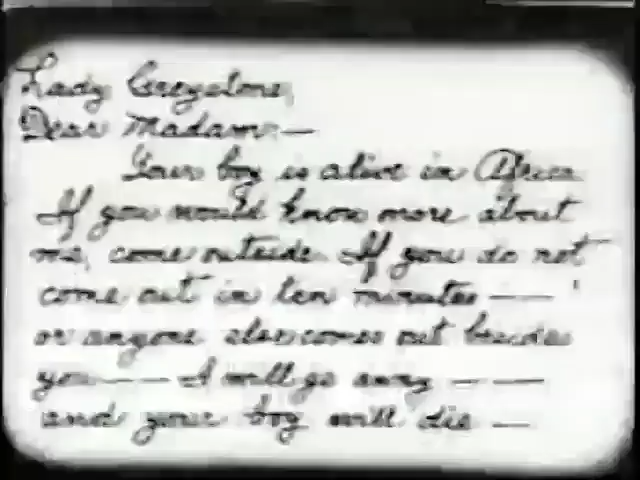 Lady Greystone,
Dear Madam:—
Your boy is alive in Africa
If you would know more about
me, come outside. If you do not
come out in ten minutes — —
or anyone else comes out besides
you — — I will go away — —
and your boy will die —